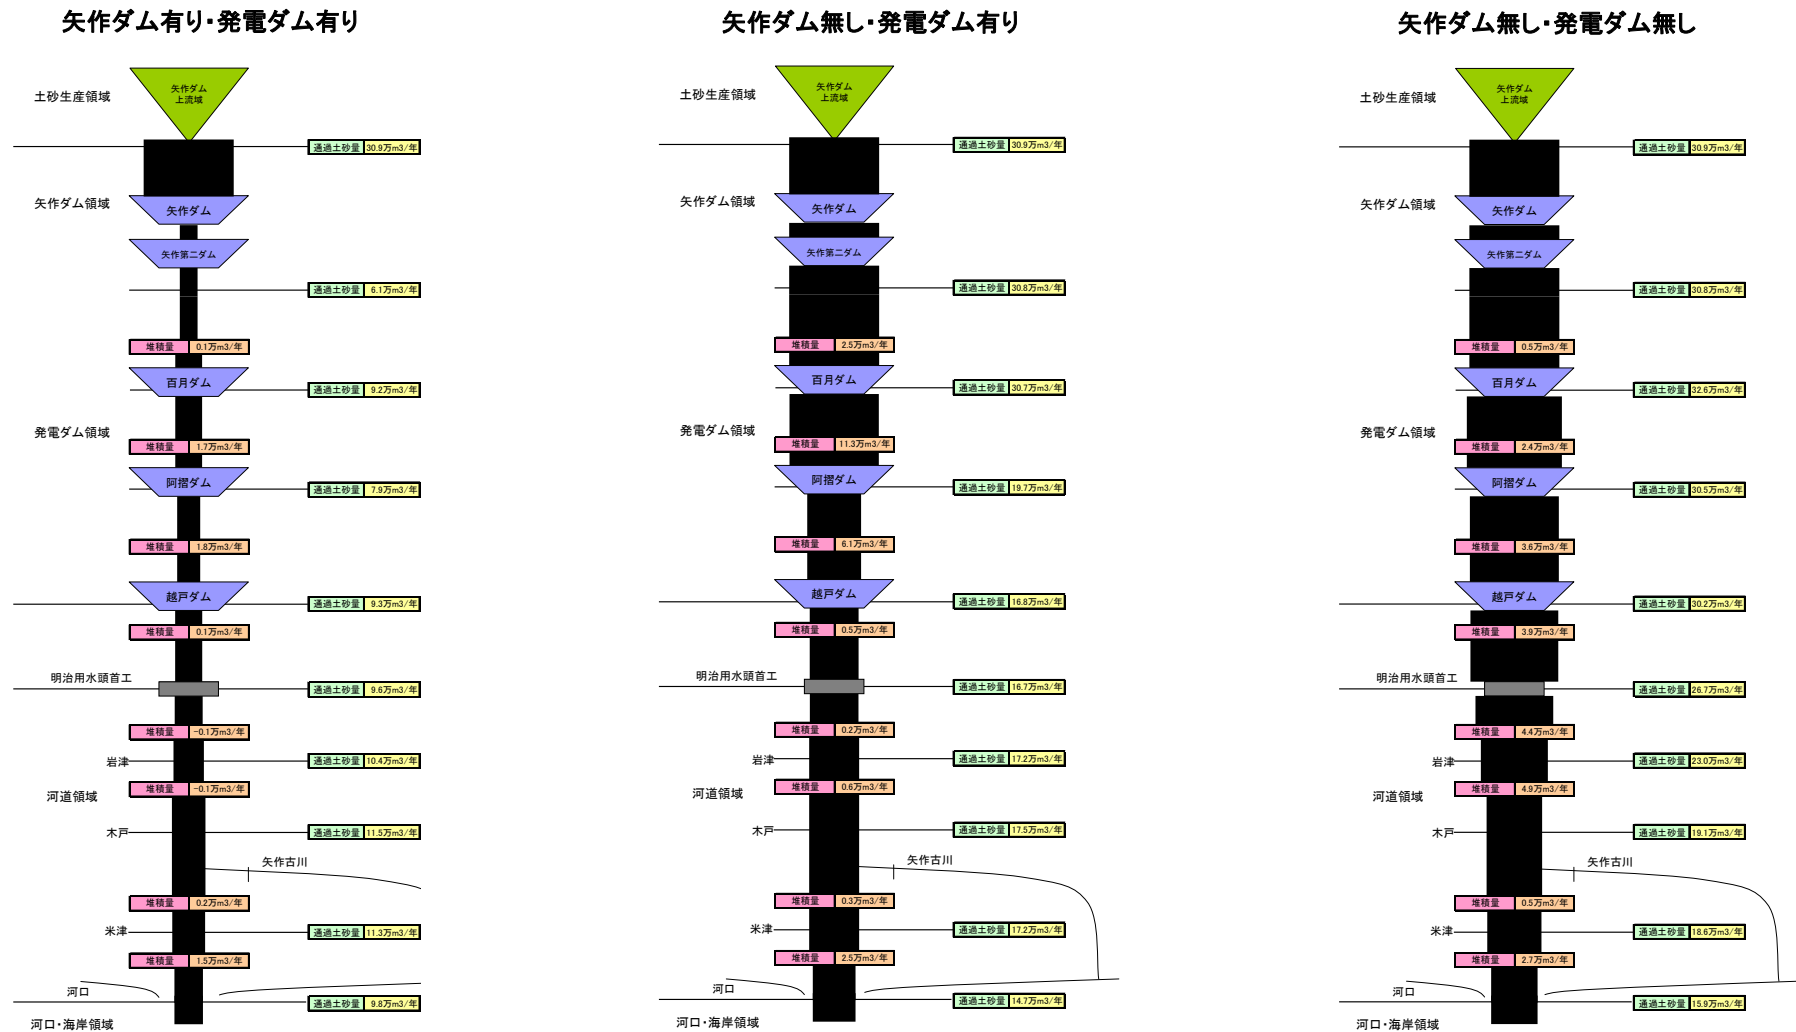 矢作ダム有り・発電ダム有り
土砂生産領域
矢作ダム
上流域
通過土砂量 30.9万m3/年
矢作ダム領域
矢作ダム
矢作第二ダム
通過土砂量 6.1万m3/年
堆積量 0.1万m3/年
百月ダム
通過土砂量 9.2万m3/年
発電ダム領域
堆積量 1.7万m3/年
阿摺ダム
通過土砂量 7.9万m3/年
堆積量 1.8万m3/年
越戸ダム
通過土砂量 9.3万m3/年
堆積量 0.1万m3/年
明治用水頭首工
通過土砂量 9.6万m3/年
堆積量 -0.1万m3/年
岩津
通過土砂量 10.4万m3/年
堆積量 -0.1万m3/年
河道領域
木戸
通過土砂量 11.5万m3/年
矢作古川
堆積量 0.2万m3/年
米津
通過土砂量 11.3万m3/年
堆積量 1.5万m3/年
河口
通過土砂量 9.8万m3/年
河口・海岸領域
矢作ダム無し・発電ダム有り
土砂生産領域
矢作ダム
上流域
通過土砂量 30.9万m3/年
矢作ダム領域
矢作ダム
矢作第二ダム
通過土砂量 30.8万m3/年
堆積量 2.5万m3/年
百月ダム
通過土砂量 30.7万m3/年
発電ダム領域
堆積量 11.3万m3/年
阿摺ダム
通過土砂量 19.7万m3/年
堆積量 6.1万m3/年
越戸ダム
通過土砂量 16.8万m3/年
堆積量 0.5万m3/年
明治用水頭首工
通過土砂量 16.7万m3/年
堆積量 0.2万m3/年
岩津
通過土砂量 17.2万m3/年
堆積量 0.6万m3/年
河道領域
木戸
通過土砂量 17.5万m3/年
矢作古川
堆積量 0.3万m3/年
米津
通過土砂量 17.2万m3/年
堆積量 2.5万m3/年
河口
通過土砂量 14.7万m3/年
河口・海岸領域
矢作ダム無し・発電ダム無し
土砂生産領域
矢作ダム
上流域
通過土砂量 30.9万m3/年
矢作ダム領域
矢作ダム
矢作第二ダム
通過土砂量 30.8万m3/年
堆積量 0.5万m3/年
百月ダム
通過土砂量 32.6万m3/年
発電ダム領域
堆積量 2.4万m3/年
阿摺ダム
通過土砂量 30.5万m3/年
堆積量 3.6万m3/年
越戸ダム
通過土砂量 30.2万m3/年
堆積量 3.9万m3/年
明治用水頭首工
通過土砂量 26.7万m3/年
堆積量 4.4万m3/年
岩津
通過土砂量 23.0万m3/年
堆積量 4.9万m3/年
河道領域
木戸
通過土砂量 19.1万m3/年
矢作古川
堆積量 0.5万m3/年
米津
通過土砂量 18.6万m3/年
堆積量 2.7万m3/年
河口
通過土砂量 15.9万m3/年
河口・海岸領域